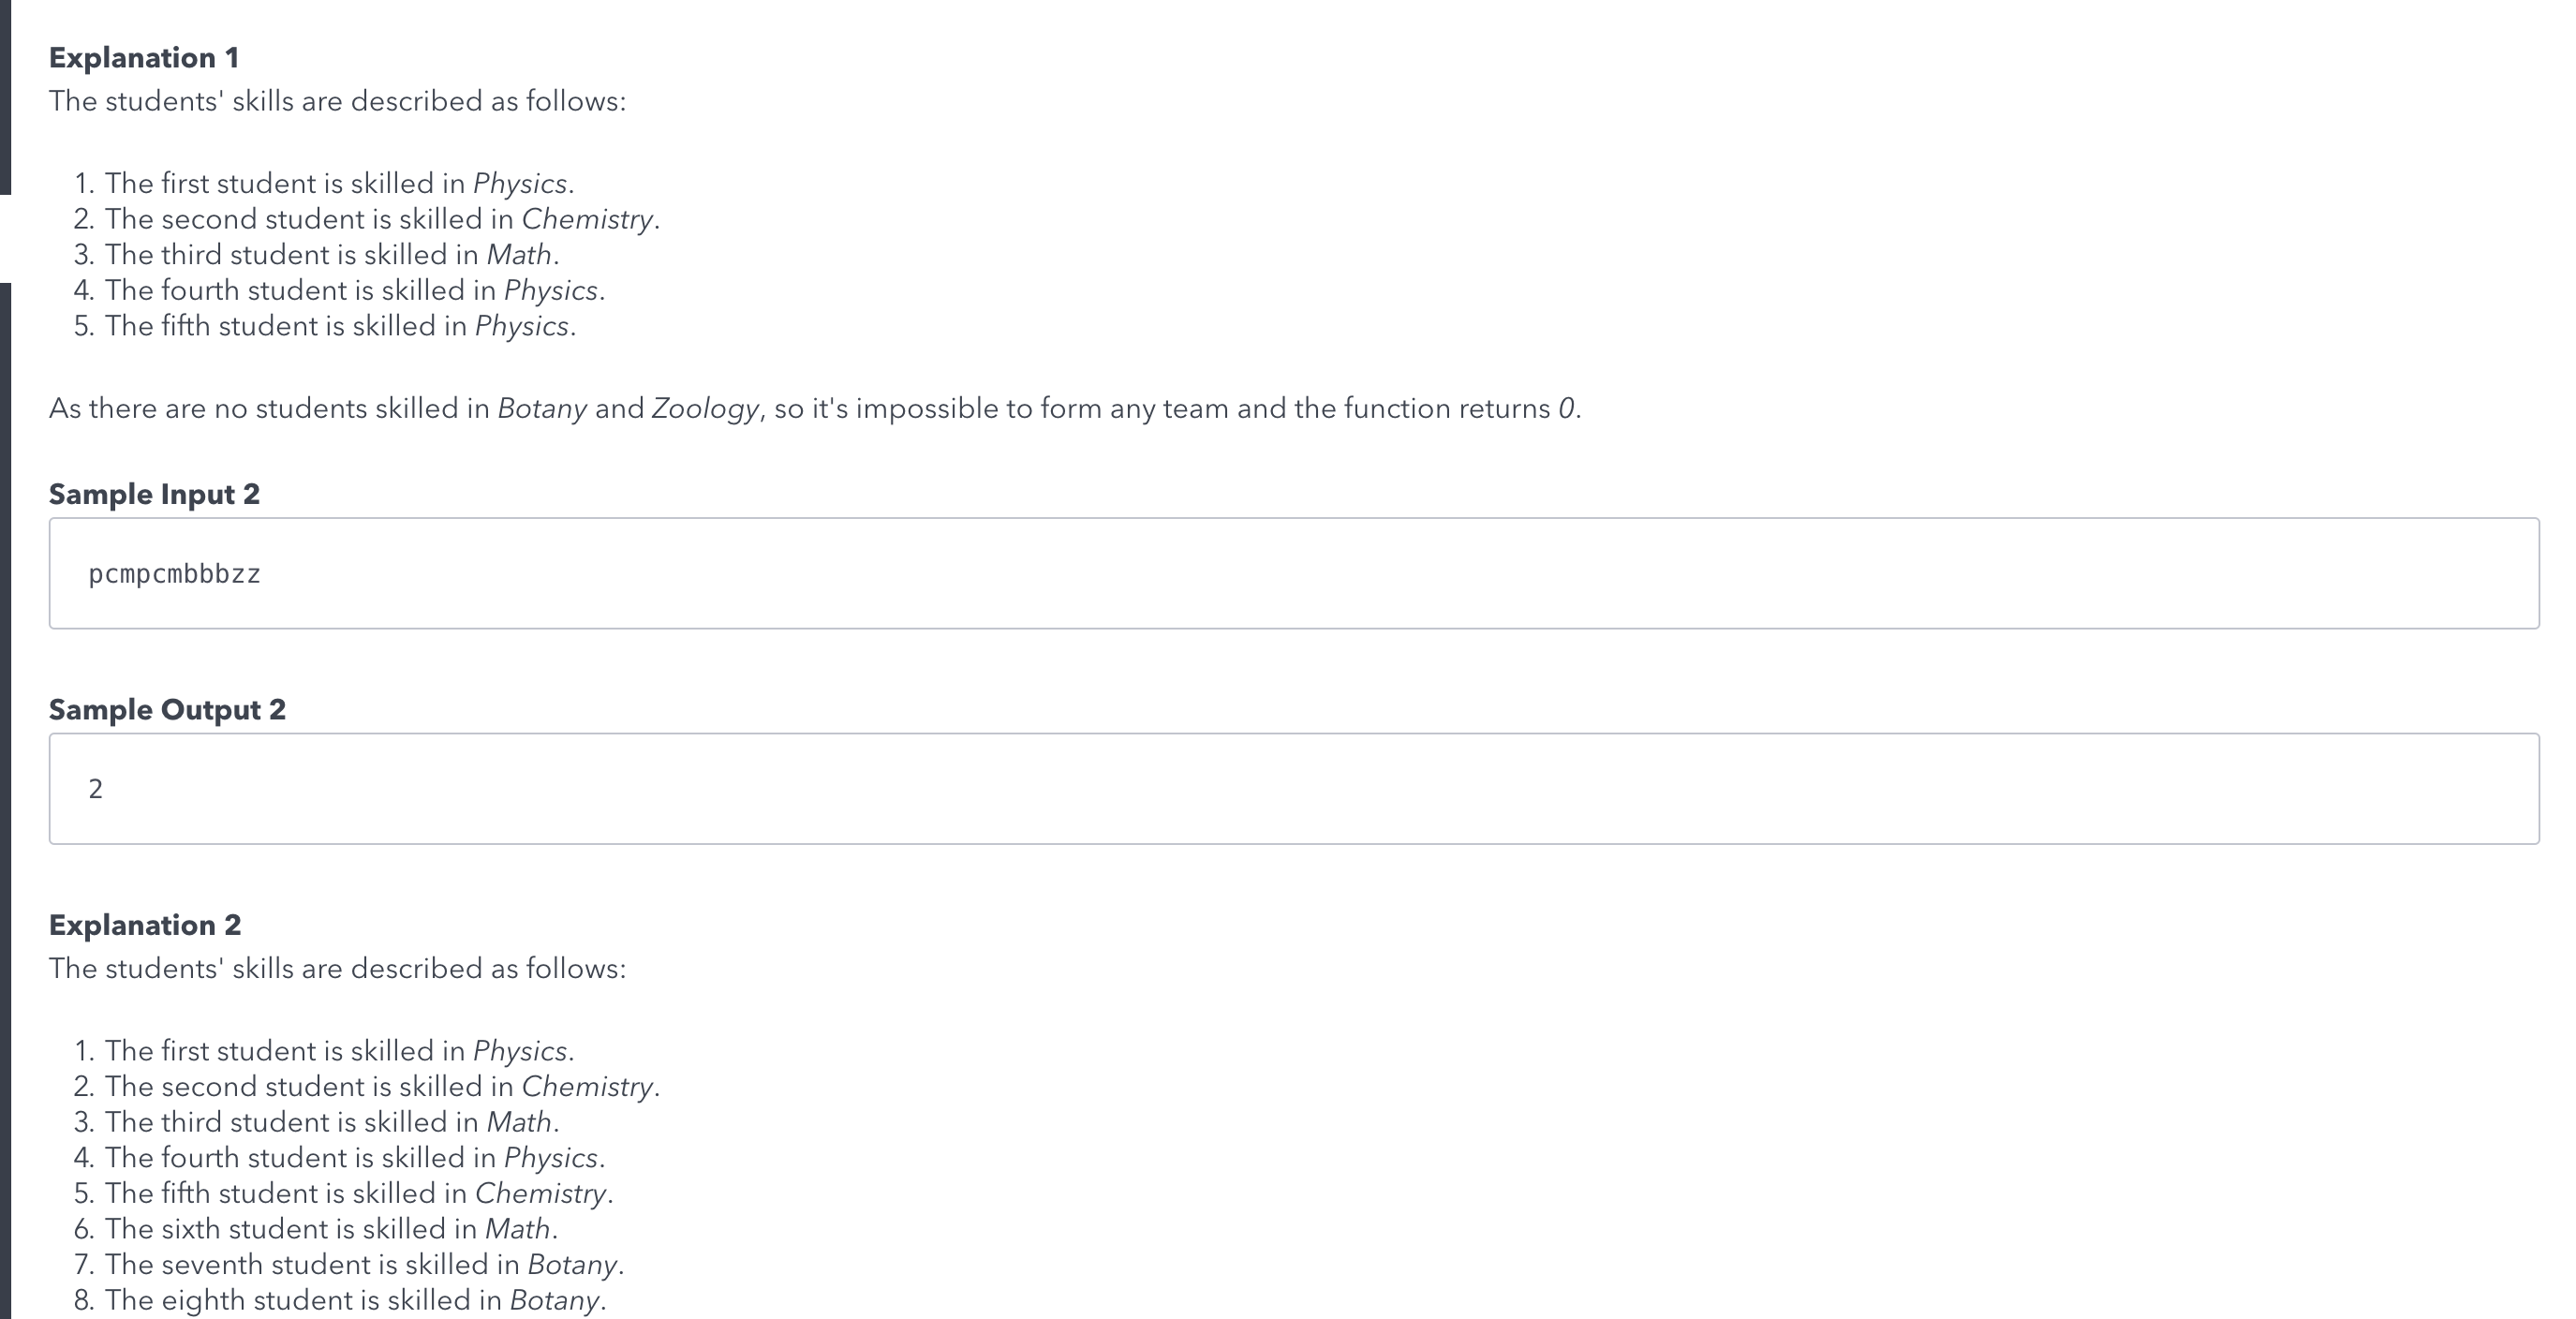 Explanation 1
The students' skills are described as follows:
1. The first student is skilled in Physics.
2. The second student is skilled in Chemistry.
3. The third student is skilled in Math.
4. The fourth student is skilled in Physics.
5. The fifth student is skilled in Physics.
As there are no students skilled in Botany and Zoology, so it's impossible to form any team and the function returns 0.
Sample Input 2
pcmpcmbbbzz
Sample Output 2
2
Explanation 2
The students' skills are described as follows:
1. The first student is skilled in Physics.
2. The second student is skilled in Chemistry.
3. The third student is skilled in Math.
4. The fourth student is skilled in Physics.
5. The fifth student is skilled in Chemistry.
6. The sixth student is skilled in Math.
7. The seventh student is skilled in Botany.
8. The eighth student is skilled in Botany.